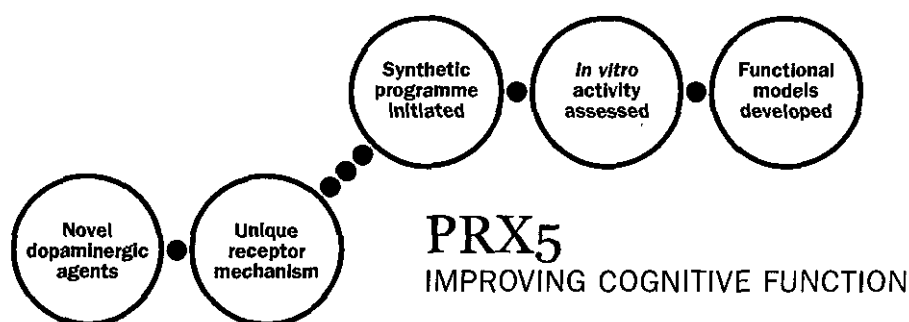 Synthetic
programme
initiated
In vitro
activity
assessed
Functional
models
developed
Novel
dopaminergic
agents
Unique
receptor
mechanism
PRX5
IMPROVING COGNITIVE FUNCTION